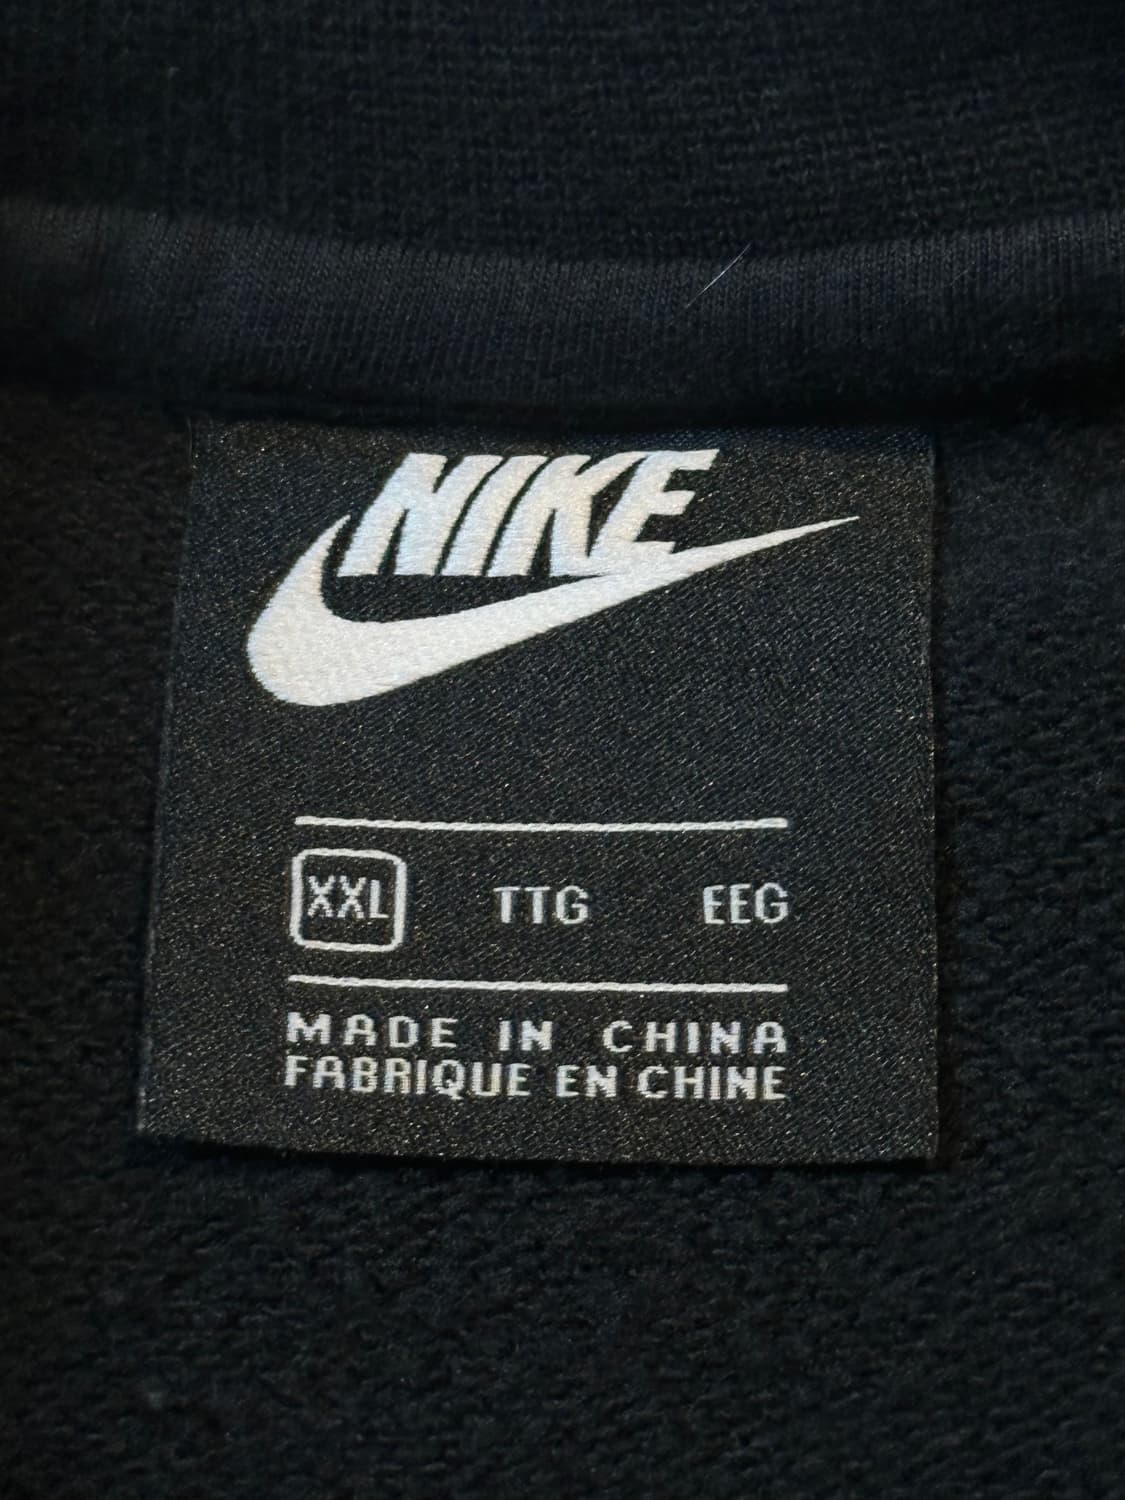 NIKE
XXL TTG EEG
MADE IN CHINA
FABRIQUE EN CHINE